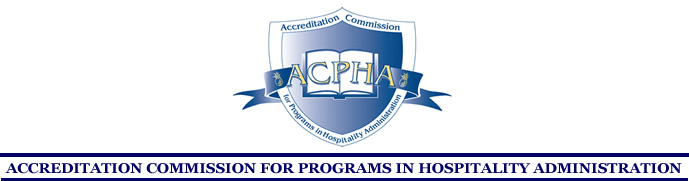 Accreditation Commission
ACPHA
for Programs in Hospitality Administration
ACCREDITATION COMMISSION FOR PROGRAMS IN HOSPITALITY ADMINISTRATION